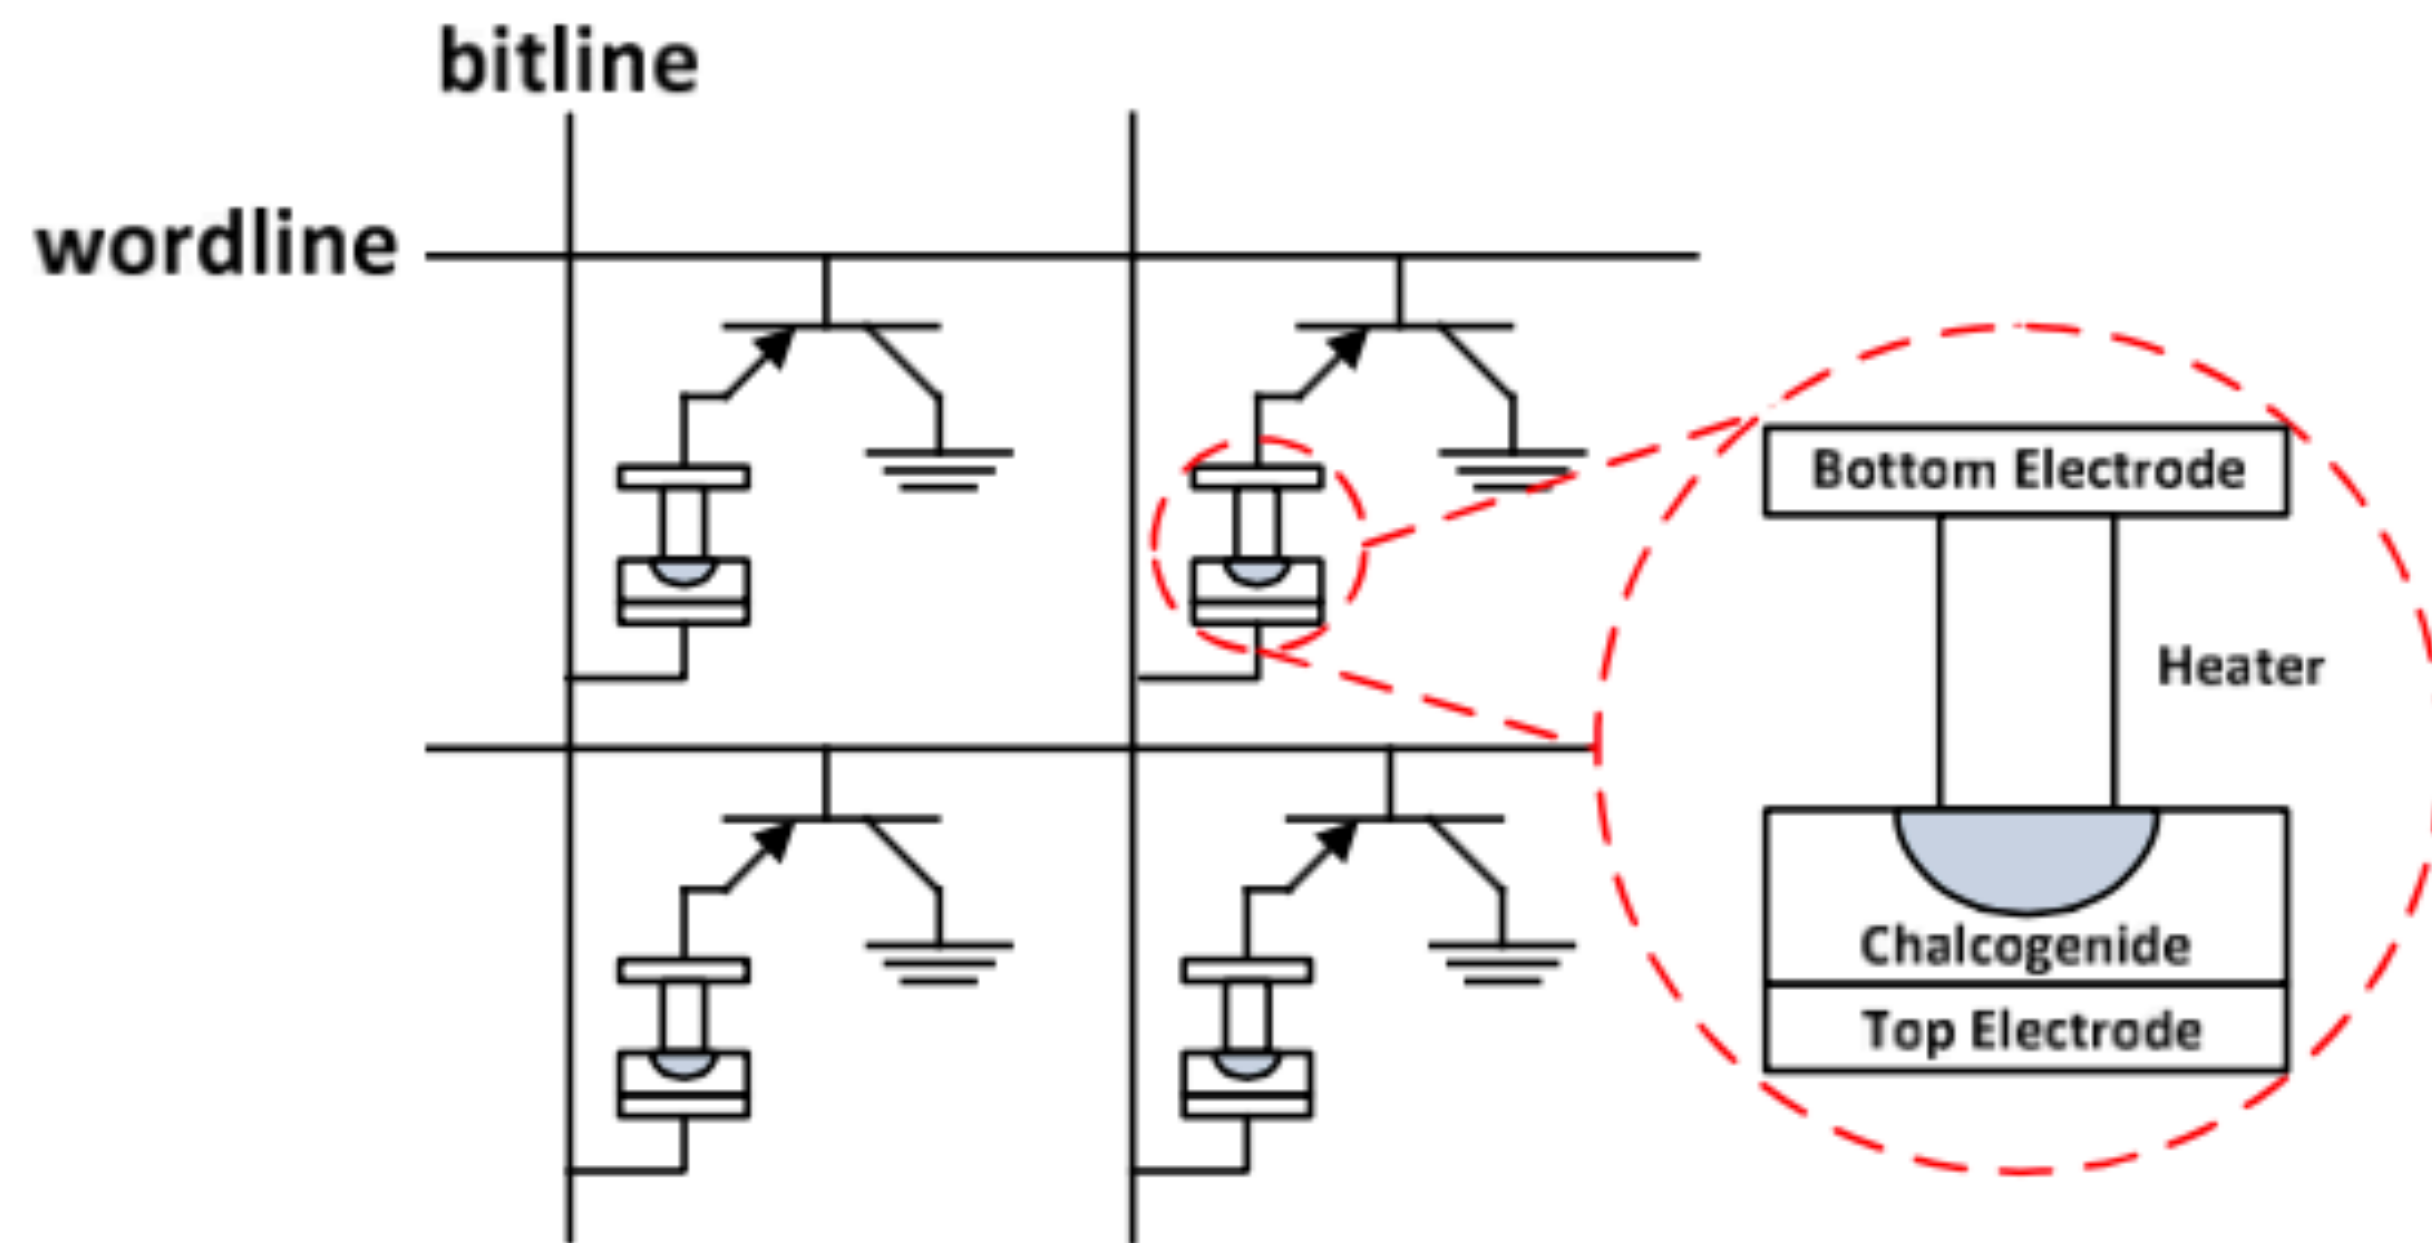 bitline
wordline
Bottom Electrode
Heater
Chalcogenide
Top Electrode